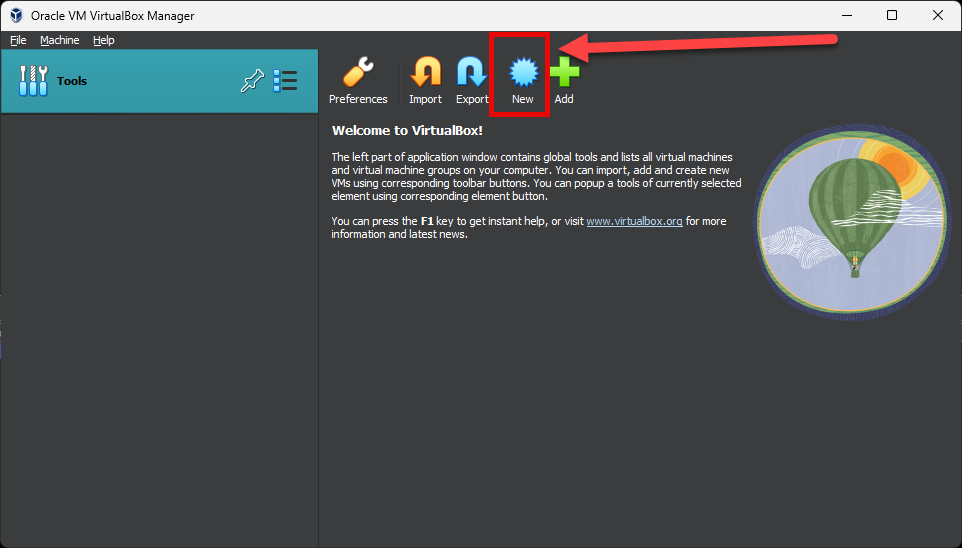 Oracle VM VirtualBox Manager
File Machine Help
Tools
Preferences Import Export New Add
Welcome to VirtualBox!
The left part of application window contains global tools and lists all virtual machines
and virtual machine groups on your computer. You can import, add and create new
VMs using corresponding toolbar buttons. You can popup a tools of currently selected
element using corresponding element button.
You can press the F1 key to get instant help, or visit www.virtualbox.org for more
information and latest news.